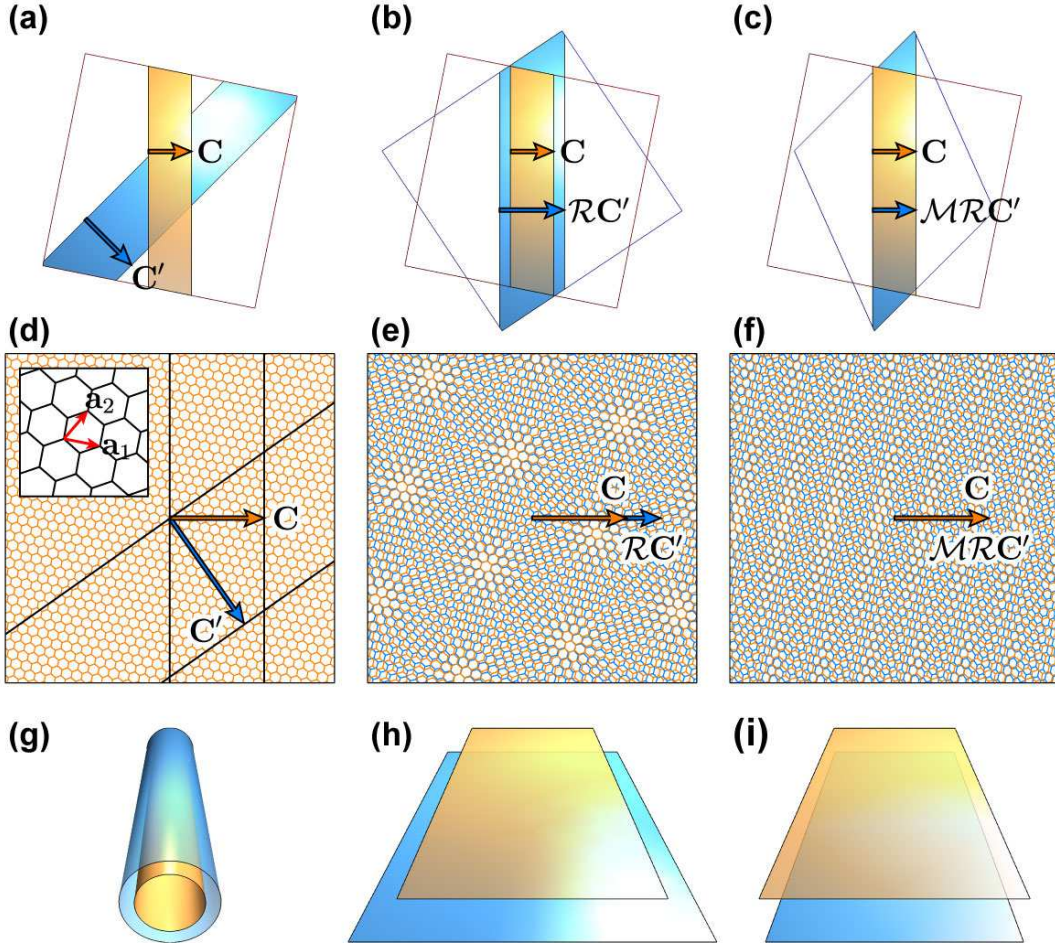 (a)
(b)
(c)
C
C′
C
ℛC′
C
ℳℛC′
(d)
(e)
(f)
a₂
a₁
C
C′
C
ℛC′
C
ℳℛC′
(g)
(h)
(i)